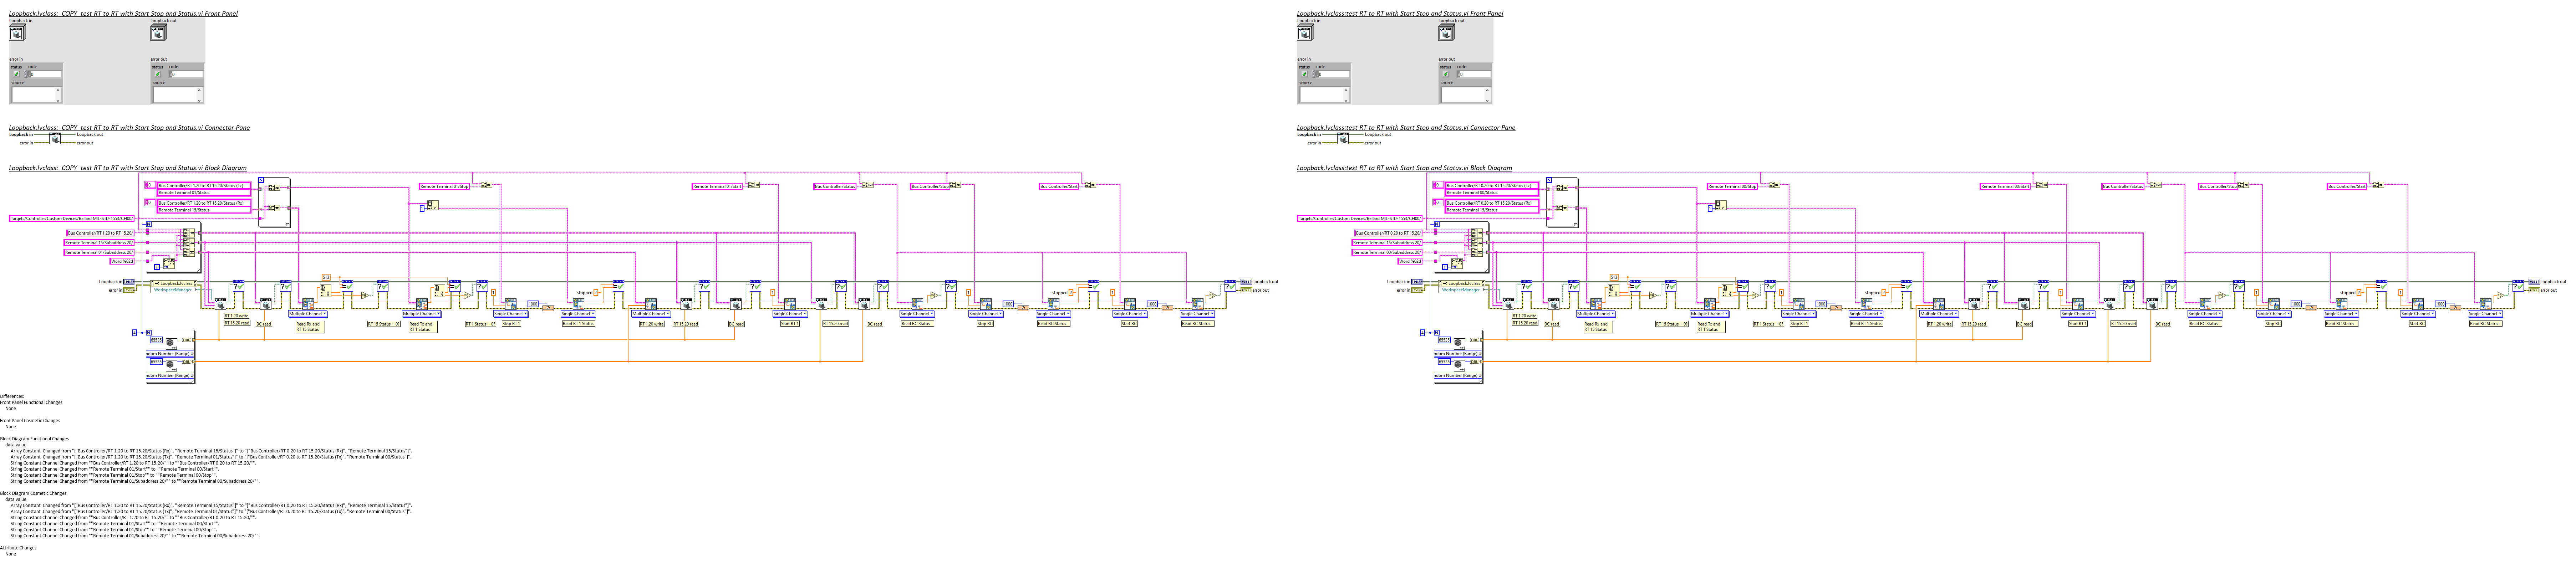 Loopback.lvclass:_COPY_test RT to RT with Start Stop and Status.vi Front Panel
Loopback in
Loopback out
error in
error out
status
code
status
code
source
source
Loopback.lvclass:_COPY_test RT to RT with Start Stop and Status.vi Connector Pane
Loopback in
Loopback out
error in
error out
Loopback.lvclass:_COPY_test RT to RT with Start Stop and Status.vi Block Diagram
Bus Controller/RT 1.20 to RT 15.20/Status (Tx)
Remote Terminal 01/Status
Bus Controller/RT 1.20 to RT 15.20/Status (Rx)
Remote Terminal 15/Status
Remote Terminal 01/Stop
Remote Terminal 01/Start
Bus Controller/Status
Bus Controller/Stop
Bus Controller/Start
Targets/Controller/Custom Devices/Ballard MIL-STD-1553/CH00/
Bus Controller/RT 1.20 to RT 15.20/
Remote Terminal 15/Subaddress 20/
Remote Terminal 01/Subaddress 20/
Word %02d
Loopback in
Loopback.lvclass
error in
WorkspaceManager
513
stopped
stopped
stopped
Loopback out
error out
Multiple Channel
Multiple Channel
Single Channel
Single Channel
Multiple Channel
Single Channel
Single Channel
Single Channel
Single Channel
Single Channel
Single Channel
RT 1.20 write
RT 15.20 read
BC read
Read Rx and
RT 15 Status
RT 15 Status = 0?
Read Tx and
RT 1 Status
RT 1 Status = 0?
Stop RT 1
Read RT 1 Status
RT 1.20 write
RT 15.20 read
BC read
Start RT 1
RT 15.20 read
BC read
Read BC Status
Stop BC
Read BC Status
Start BC
Read BC Status
65535
ndom Number (Range) U
65535
ndom Number (Range) U
Differences:
Front Panel Functional Changes
None
Front Panel Cosmetic Changes
None
Block Diagram Functional Changes
data value
Array Constant Changed from "["Bus Controller/RT 1.20 to RT 15.20/Status (Rx)", "Remote Terminal 15/Status"]" to "["Bus Controller/RT 0.20 to RT 15.20/Status (Rx)", "Remote Terminal 15/Status"]".
Array Constant Changed from "["Bus Controller/RT 1.20 to RT 15.20/Status (Tx)", "Remote Terminal 01/Status"]" to "["Bus Controller/RT 0.20 to RT 15.20/Status (Tx)", "Remote Terminal 00/Status"]".
String Constant Channel Changed from ""Bus Controller/RT 1.20 to RT 15.20/"" to ""Bus Controller/RT 0.20 to RT 15.20/"".
String Constant Channel Changed from ""Remote Terminal 01/Start"" to ""Remote Terminal 00/Start"".
String Constant Channel Changed from ""Remote Terminal 01/Stop"" to ""Remote Terminal 00/Stop"".
String Constant Channel Changed from ""Remote Terminal 01/Subaddress 20/"" to ""Remote Terminal 00/Subaddress 20/"".
Block Diagram Cosmetic Changes
data value
Array Constant Changed from "["Bus Controller/RT 1.20 to RT 15.20/Status (Rx)", "Remote Terminal 15/Status"]" to "["Bus Controller/RT 0.20 to RT 15.20/Status (Rx)", "Remote Terminal 15/Status"]".
Array Constant Changed from "["Bus Controller/RT 1.20 to RT 15.20/Status (Tx)", "Remote Terminal 01/Status"]" to "["Bus Controller/RT 0.20 to RT 15.20/Status (Tx)", "Remote Terminal 00/Status"]".
String Constant Channel Changed from ""Bus Controller/RT 1.20 to RT 15.20/"" to ""Bus Controller/RT 0.20 to RT 15.20/"".
String Constant Channel Changed from ""Remote Terminal 01/Start"" to ""Remote Terminal 00/Start"".
String Constant Channel Changed from ""Remote Terminal 01/Stop"" to ""Remote Terminal 00/Stop"".
String Constant Channel Changed from ""Remote Terminal 01/Subaddress 20/"" to ""Remote Terminal 00/Subaddress 20/"".
Attribute Changes
None
Loopback.lvclass:test RT to RT with Start Stop and Status.vi Front Panel
Loopback in
Loopback out
error in
error out
status
code
status
code
source
source
Loopback.lvclass:test RT to RT with Start Stop and Status.vi Connector Pane
Loopback in
Loopback out
error in
error out
Loopback.lvclass:test RT to RT with Start Stop and Status.vi Block Diagram
Bus Controller/RT 0.20 to RT 15.20/Status (Tx)
Remote Terminal 00/Status
Bus Controller/RT 0.20 to RT 15.20/Status (Rx)
Remote Terminal 15/Status
Remote Terminal 00/Stop
Remote Terminal 00/Start
Bus Controller/Status
Bus Controller/Stop
Bus Controller/Start
Targets/Controller/Custom Devices/Ballard MIL-STD-1553/CH00/
Bus Controller/RT 0.20 to RT 15.20/
Remote Terminal 15/Subaddress 20/
Remote Terminal 00/Subaddress 20/
Word %02d
Loopback in
Loopback.lvclass
error in
WorkspaceManager
513
stopped
stopped
stopped
Loopback out
error out
Multiple Channel
Multiple Channel
Single Channel
Single Channel
Multiple Channel
Single Channel
Single Channel
Single Channel
Single Channel
Single Channel
Single Channel
RT 1.20 write
RT 15.20 read
BC read
Read Rx and
RT 15 Status
RT 15 Status = 0?
Read Tx and
RT 1 Status
RT 1 Status = 0?
Stop RT 1
Read RT 1 Status
RT 1.20 write
RT 15.20 read
BC read
Start RT 1
RT 15.20 read
BC read
Read BC Status
Stop BC
Read BC Status
Start BC
Read BC Status
65535
ndom Number (Range) U
65535
ndom Number (Range) U